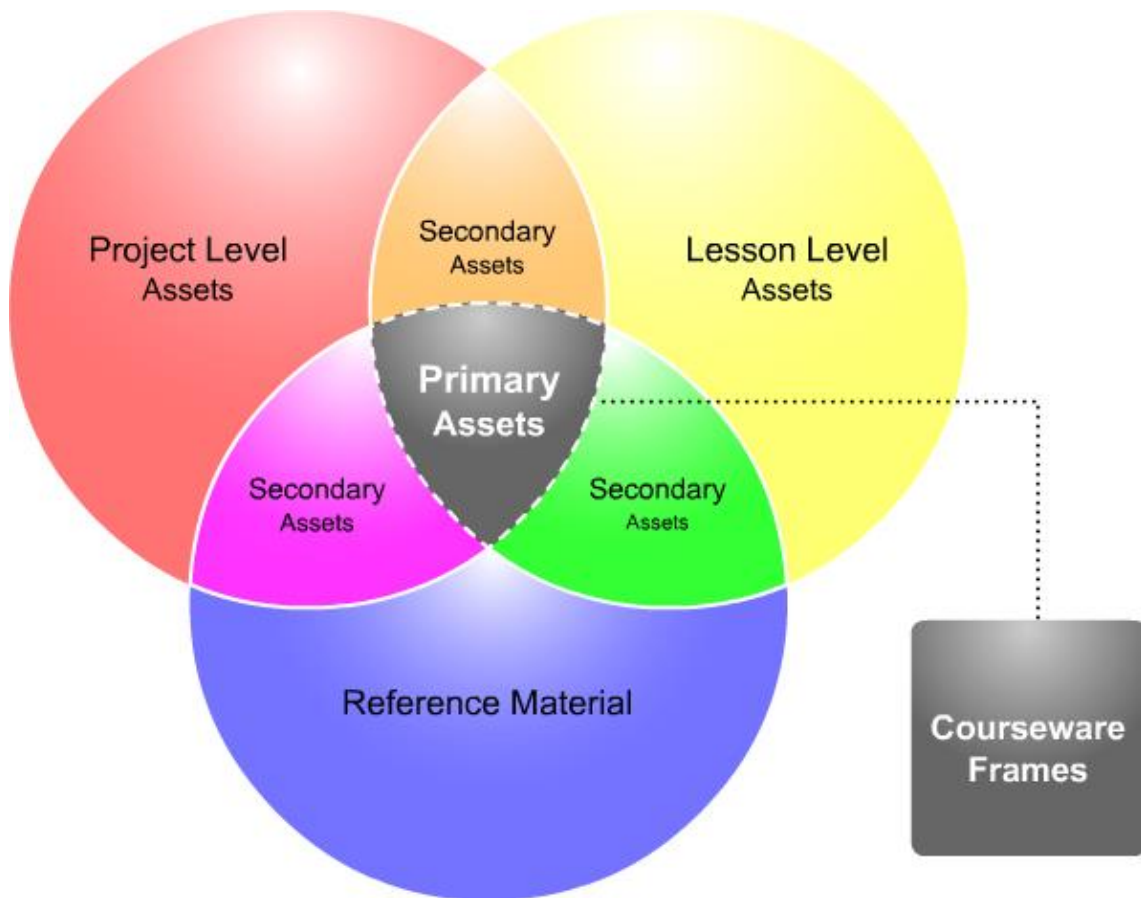 Project Level
Assets
Secondary
Assets
Lesson Level
Assets
Primary
Assets
Secondary
Assets
Secondary
Assets
Reference Material
Courseware
Frames